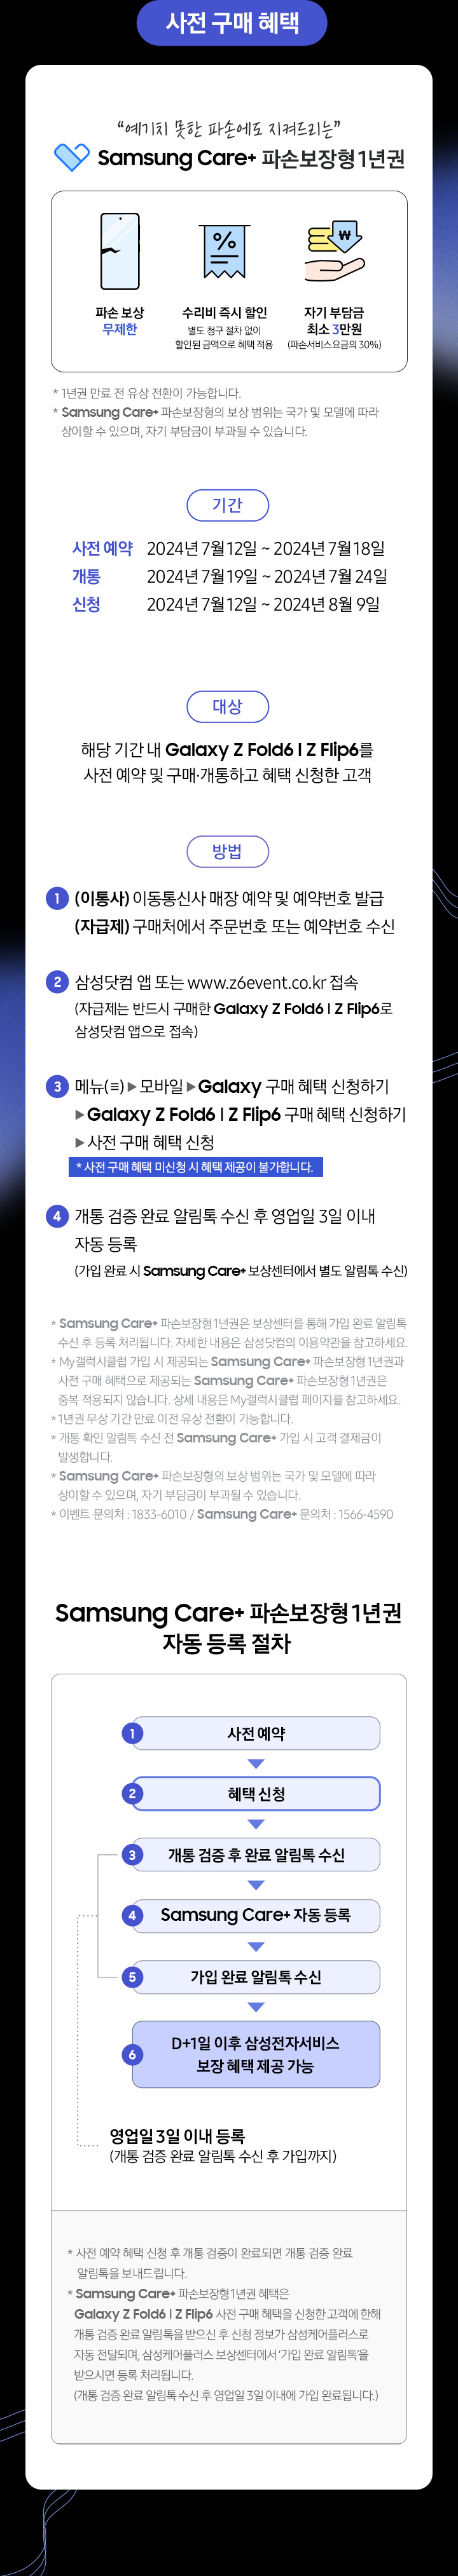 사전 구매 혜택
“예기치 못한 파손에도 지켜드리는”
Samsung Care+ 파손보장형 1년권
파손 보상
무제한
수리비 즉시 할인
별도 청구 절차 없이
할인된 금액으로 혜택 적용
₩
자기 부담금
최소 3만원
(파손서비스요금의 30%)
* 1년권 만료 전 유상 전환이 가능합니다.
* Samsung Care+ 파손보장형의 보상 범위는 국가 및 모델에 따라
상이할 수 있으며, 자기 부담금이 부과될 수 있습니다.
기간
사전 예약 2024년 7월12일 ~ 2024년 7월18일
개통 2024년 7월19일 ~ 2024년 7월 24일
신청 2024년 7월12일 ~ 2024년 8월 9일
대상
해당 기간 내 Galaxy Z Fold6 l Z Flip6를
사전 예약 및 구매·개통하고 혜택 신청한 고객
방법
1 (이통사) 이동통신사 매장 예약 및 예약번호 발급
(자급제) 구매처에서 주문번호 또는 예약번호 수신
2 삼성닷컴 앱 또는 www.z6event.co.kr 접속
(자급제는 반드시 구매한 Galaxy Z Fold6 l Z Flip6로
삼성닷컴 앱으로 접속)
3 메뉴(≡) ▶ 모바일 ▶ Galaxy 구매 혜택 신청하기
▶ Galaxy Z Fold6 l Z Flip6 구매 혜택 신청하기
▶ 사전 구매 혜택 신청
* 사전 구매 혜택 미신청 시 혜택 제공이 불가합니다.
4 개통 검증 완료 알림톡 수신 후 영업일 3일 이내
자동 등록
(가입 완료 시 Samsung Care+ 보상센터에서 별도 알림톡 수신)
* Samsung Care+ 파손보장형 1년권은 보상센터를 통해 가입 완료 알림톡
수신 후 등록 처리됩니다. 자세한 내용은 삼성닷컴의 이용약관을 참고하세요.
* My갤럭시클럽 가입 시 제공되는 Samsung Care+ 파손보장형 1년권과
사전 구매 혜택으로 제공되는 Samsung Care+ 파손보장형 1년권은
중복 적용되지 않습니다. 상세 내용은 My갤럭시클럽 페이지를 참고하세요.
* 1년권 무상 기간 만료 이전 유상 전환이 가능합니다.
* 개통 확인 알림톡 수신 전 Samsung Care+ 가입 시 고객 결제금이
발생합니다.
* Samsung Care+ 파손보장형의 보상 범위는 국가 및 모델에 따라
상이할 수 있으며, 자기 부담금이 부과될 수 있습니다.
* 이벤트 문의처 : 1833-6010 / Samsung Care+ 문의처 : 1566-4590
Samsung Care+ 파손보장형 1년권
자동 등록 절차
1 사전 예약
2 혜택 신청
3 개통 검증 후 완료 알림톡 수신
4 Samsung Care+ 자동 등록
5 가입 완료 알림톡 수신
6 D+1일 이후 삼성전자서비스
보장 혜택 제공 가능
영업일 3일 이내 등록
(개통 검증 완료 알림톡 수신 후 가입까지)
* 사전 예약 혜택 신청 후 개통 검증이 완료되면 개통 검증 완료
알림톡을 보내드립니다.
* Samsung Care+ 파손보장형 1년권 혜택은
Galaxy Z Fold6 l Z Flip6 사전 구매 혜택을 신청한 고객에 한해
개통 검증 완료 알림톡을 받으신 후 신청 정보가 삼성케어플러스로
자동 전달되며, 삼성케어플러스 보상센터에서 '가입 완료 알림톡'을
받으시면 등록 처리됩니다.
(개통 검증 완료 알림톡 수신 후 영업일 3일 이내에 가입 완료됩니다.)